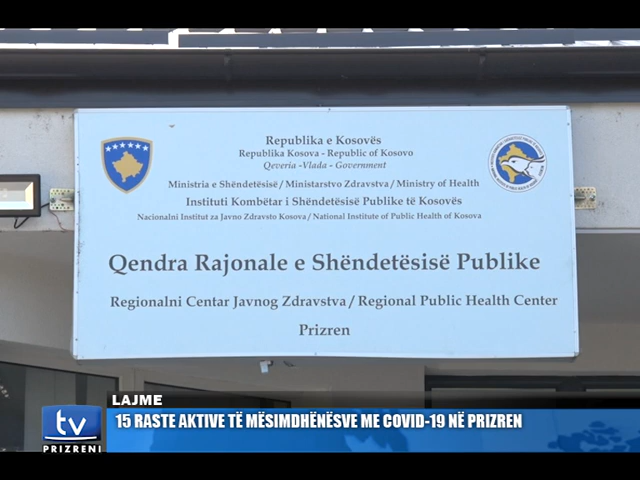 Republika e Kosovës
Republika Kosova - Republic of Kosovo
Qeveria -Vlada - Government
Ministria e Shëndetësisë / Ministarstvo Zdravstva / Ministry of Health
Instituti Kombëtar i Shëndetësisë Publike të Kosovës
Nacionalni Institut za Javno Zdravsto Kosova / National Institute of Public Health of Kosova
Qendra Rajonale e Shëndetësisë Publike
Regionalni Centar Javnog Zdravstva / Regional Public Health Center
Prizren
LAJME
15 RASTE AKTIVE TË MËSIMDHËNËSVE ME COVID-19 NË PRIZREN
tv
PRIZRENI